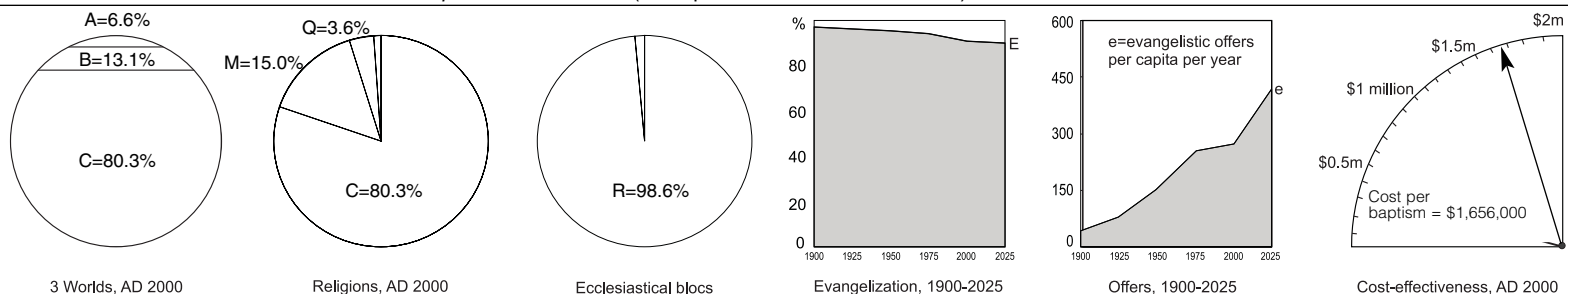 A=6.6%
B=13.1%
C=80.3%
3 Worlds, AD 2000
Q=3.6%
M=15.0%
C=80.3%
Religions, AD 2000
R=98.6%
Ecclesiastical blocs
%
80
60
40
20
0
E
1900 1925 1950 1975 2000 2025
Evangelization, 1900-2025
600
450
300
150
0
e=evangelistic offers
per capita per year
e
1900 1925 1950 1975 2000 2025
Offers, 1900-2025
$2m
$1.5m
$1 million
$0.5m
Cost per
baptism = $1,656,000
Cost-effectiveness, AD 2000